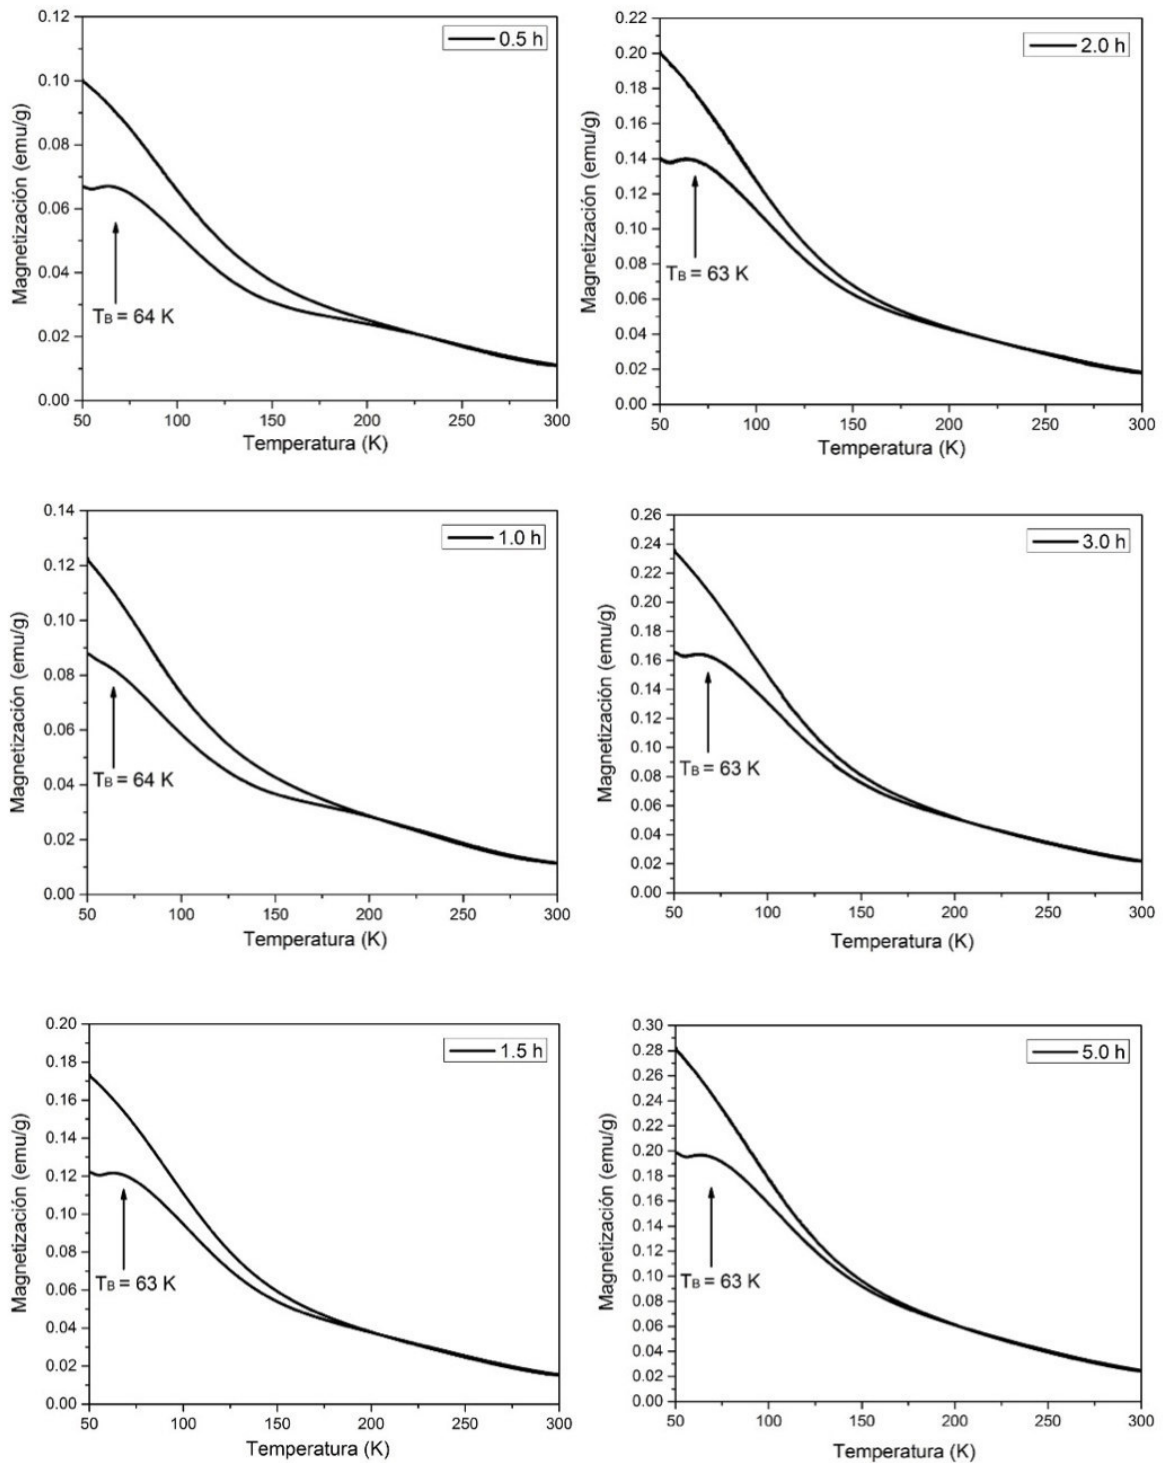 0.12
0.10
0.08
0.06
0.04
0.02
0.00
Magnetización (emu/g)
0.5 h
TB = 64 K
50 100 150 200 250 300
Temperatura (K)
0.22
0.20
0.18
0.16
0.14
0.12
0.10
0.08
0.06
0.04
0.02
0.00
Magnetización (emu/g)
2.0 h
TB = 63 K
50 100 150 200 250 300
Temperatura (K)
0.14
0.12
0.10
0.08
0.06
0.04
0.02
0.00
Magnetización (emu/g)
1.0 h
TB = 64 K
50 100 150 200 250 300
Temperatura (K)
0.26
0.24
0.22
0.20
0.18
0.16
0.14
0.12
0.10
0.08
0.06
0.04
0.02
0.00
Magnetización (emu/g)
3.0 h
TB = 63 K
50 100 150 200 250 300
Temperatura (K)
0.20
0.18
0.16
0.14
0.12
0.10
0.08
0.06
0.04
0.02
0.00
Magnetización (emu/g)
1.5 h
TB = 63 K
50 100 150 200 250 300
Temperatura (K)
0.30
0.28
0.26
0.24
0.22
0.20
0.18
0.16
0.14
0.12
0.10
0.08
0.06
0.04
0.02
0.00
Magnetización (emu/g)
5.0 h
TB = 63 K
50 100 150 200 250 300
Temperatura (K)